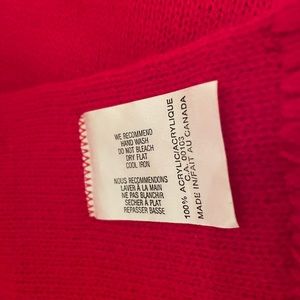 WE RECOMMEND
HAND WASH
DO NOT BLEACH
DRY FLAT
COOL IRON
NOUS RECOMMENDONS
LAVER À LA MAIN
NE PAS BLANCHIR
SECHER À PLAT
REPASSER BASSE
100% ACRYLIC/ACRYLIQUE
C.A. 00103
MADE IN/FAIT AU CANADA